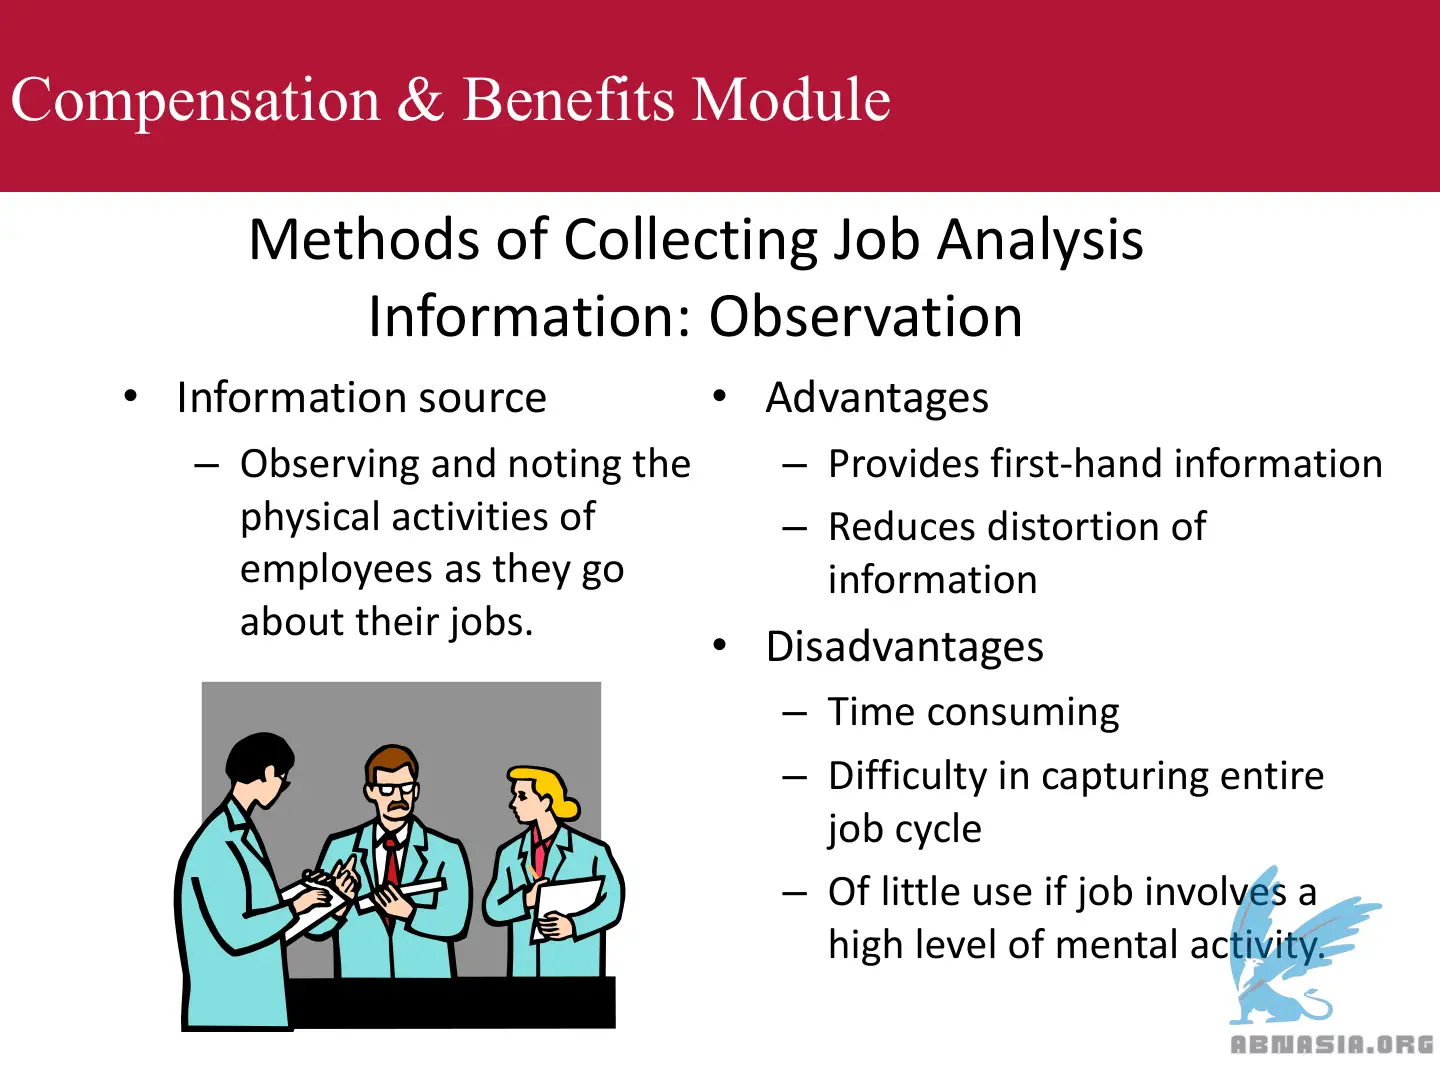 Compensation & Benefits Module
Methods of Collecting Job Analysis
Information: Observation
• Information source
– Observing and noting the
physical activities of
employees as they go
about their jobs.
• Advantages
– Provides first-hand information
– Reduces distortion of
information
• Disadvantages
– Time consuming
– Difficulty in capturing entire
job cycle
– Of little use if job involves a
high level of mental activity.
ABNASIA.ORG